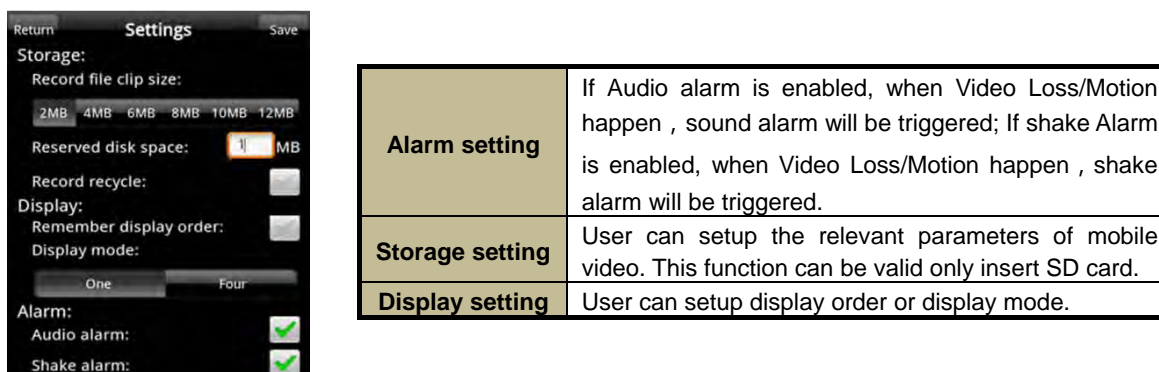 Return Settings Save
Storage:
Record file clip size:
2MB 4MB 6MB 8MB 10MB 12MB
Reserved disk space: 1 MB
Record recycle:
Display:
Remember display order:
Display mode:
One Four
Alarm:
Audio alarm:
Shake alarm:
Alarm setting
If Audio alarm is enabled, when Video Loss/Motion
happen , sound alarm will be triggered; If shake Alarm
is enabled, when Video Loss/Motion happen , shake
alarm will be triggered.
Storage setting
User can setup the relevant parameters of mobile
video. This function can be valid only insert SD card.
Display setting
User can setup display order or display mode.